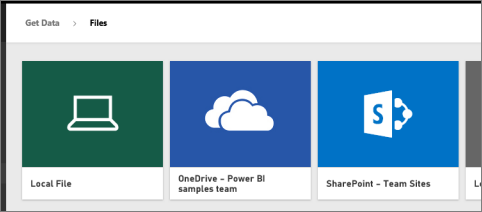 Get Data > Files
Local File
OneDrive – Power BI
samples team
SharePoint – Team Sites